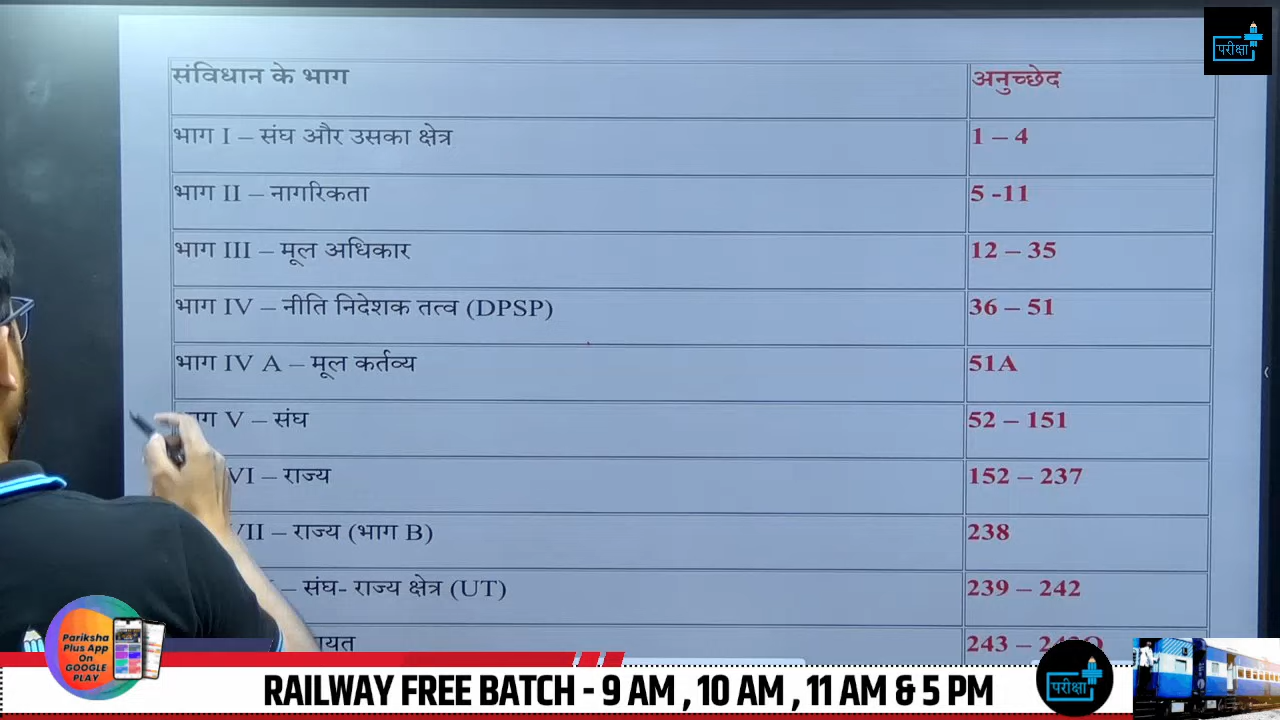 परीक्षा
संविधान के भाग अनुच्छेद
भाग I – संघ और उसका क्षेत्र 1 – 4
भाग II – नागरिकता 5 -11
भाग III – मूल अधिकार 12 – 35
भाग IV – नीति निदेशक तत्व (DPSP) 36 – 51
भाग IV A – मूल कर्तव्य 51A
V – संघ 52 – 151
VI – राज्य 152 – 237
VII – राज्य (भाग B) 238
– संघ- राज्य क्षेत्र (UT) 239 – 242
243 –
Pariksha
Plus App
On
GOOGLE
PLAY
RAILWAY FREE BATCH - 9 AM , 10 AM , 11 AM & 5 PM
परीक्षा